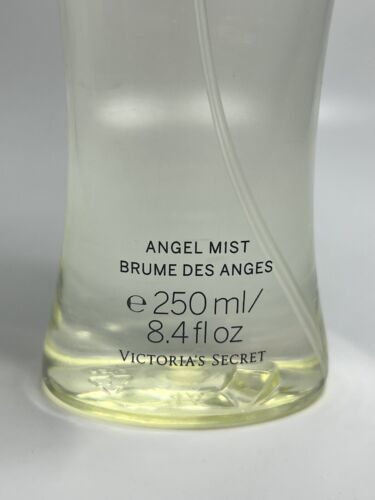 ANGEL MIST
BRUME DES ANGES
℮ 250 ml/
8.4 fl oz
VICTORIA'S SECRET